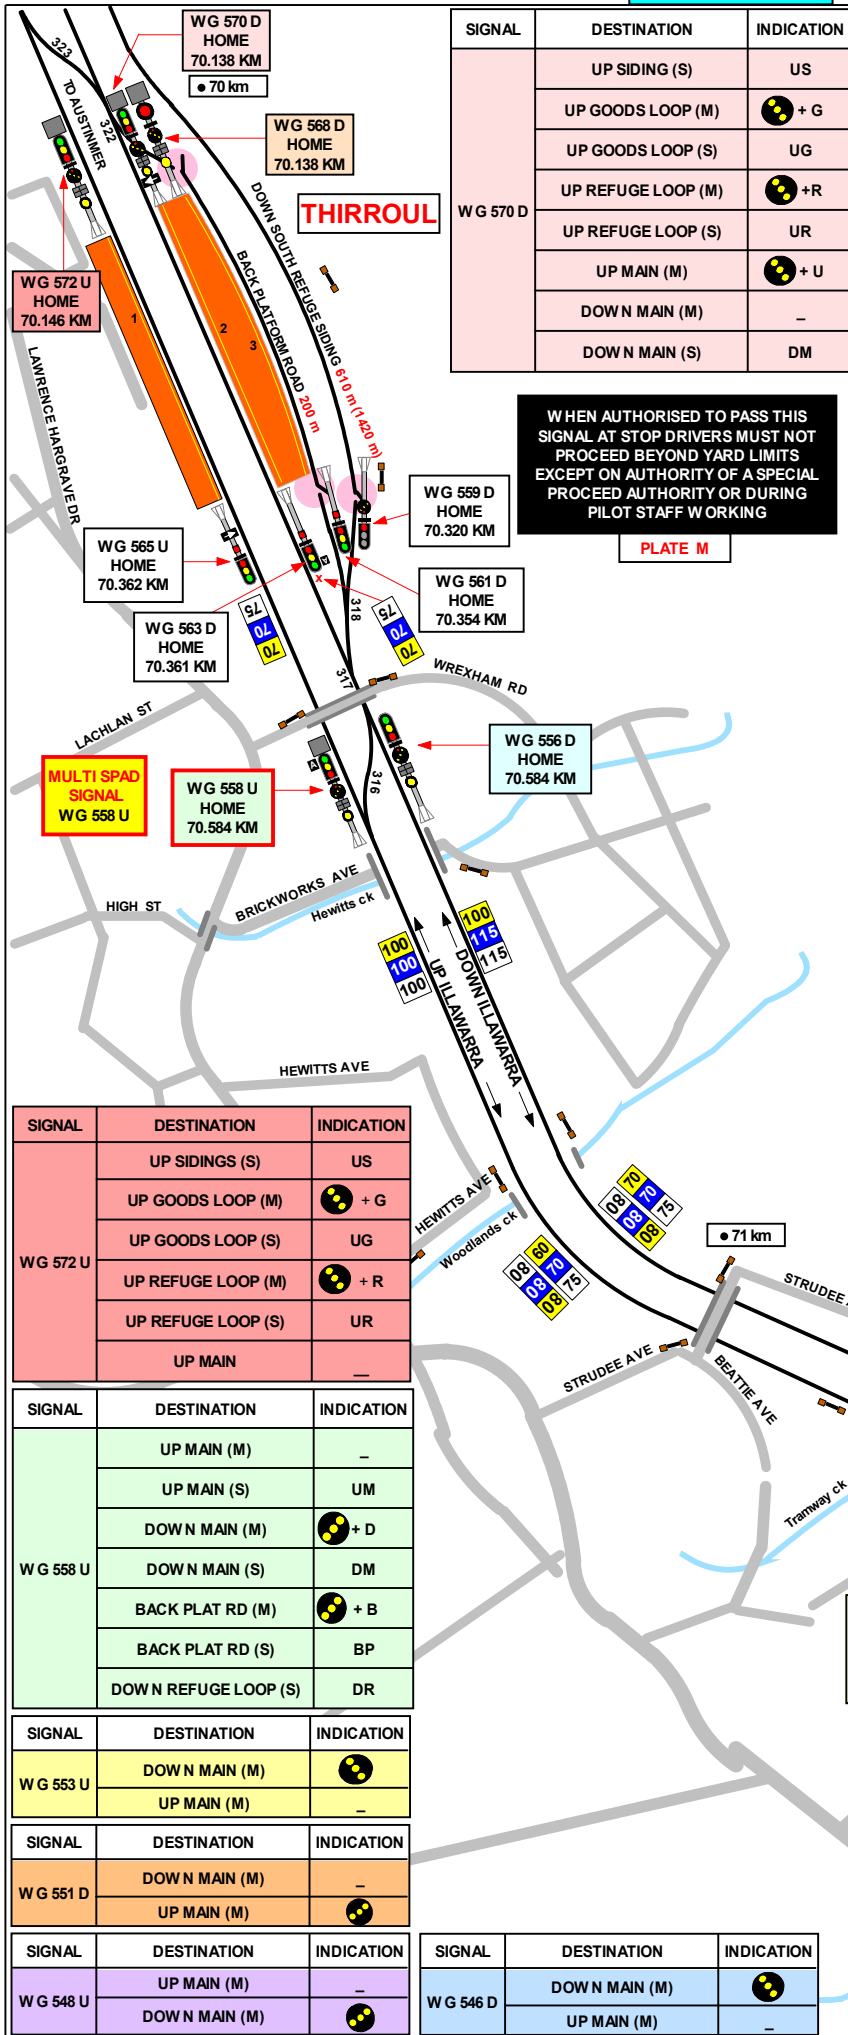 WG 570 D
HOME
70.138 KM
● 70 km
WG 568 D
HOME
70.138 KM
323
322
TO AUSTINMER
THIRROUL
WG 572 U
HOME
70.146 KM
1
2
3
LAWRENCE HARGRAVE DR
BACK PLATFORM ROAD 200 m
DOWN SOUTH REFUGE SIDING 610 m (1420 m)
SIGNAL DESTINATION INDICATION
WG 570 D
UP SIDING (S) US
UP GOODS LOOP (M) + G
UP GOODS LOOP (S) UG
UP REFUGE LOOP (M) +R
UP REFUGE LOOP (S) UR
UP MAIN (M) + U
DOWN MAIN (M) _
DOWN MAIN (S) DM
WHEN AUTHORISED TO PASS THIS
SIGNAL AT STOP DRIVERS MUST NOT
PROCEED BEYOND YARD LIMITS
EXCEPT ON AUTHORITY OF A SPECIAL
PROCEED AUTHORITY OR DURING
PILOT STAFF WORKING
PLATE M
WG 559 D
HOME
70.320 KM
WG 565 U
HOME
70.362 KM
WG 561 D
HOME
70.354 KM
WG 563 D
HOME
70.361 KM
x
318
75
70
70
75
70
70
317
WREXHAM RD
LACHLAN ST
MULTI SPAD
SIGNAL
WG 558 U
WG 558 U
HOME
70.584 KM
A
316
WG 556 D
HOME
70.584 KM
BRICKWORKS AVE
HIGH ST
Hewitts ck
100
100
100
100
115
115
UP ILLAWARRA
DOWN ILLAWARRA
HEWITTS AVE
HEWITTS AVE
Woodlands ck
70
70
75
80
80
80
60
70
75
80
80
80
● 71 km
STRUDEE
STRUDEE AVE
BEATTIE AVE
Tramway ck
SIGNAL DESTINATION INDICATION
WG 572 U
UP SIDINGS (S) US
UP GOODS LOOP (M) + G
UP GOODS LOOP (S) UG
UP REFUGE LOOP (M) + R
UP REFUGE LOOP (S) UR
UP MAIN __
SIGNAL DESTINATION INDICATION
WG 558 U
UP MAIN (M) _
UP MAIN (S) UM
DOWN MAIN (M) + D
DOWN MAIN (S) DM
BACK PLAT RD (M) + B
BACK PLAT RD (S) BP
DOWN REFUGE LOOP (S) DR
SIGNAL DESTINATION INDICATION
WG 553 U
DOWN MAIN (M)
UP MAIN (M) _
SIGNAL DESTINATION INDICATION
WG 551 D
DOWN MAIN (M) _
UP MAIN (M)
SIGNAL DESTINATION INDICATION
WG 548 U
UP MAIN (M) _
DOWN MAIN (M)
SIGNAL DESTINATION INDICATION
WG 546 D
DOWN MAIN (M)
UP MAIN (M) _